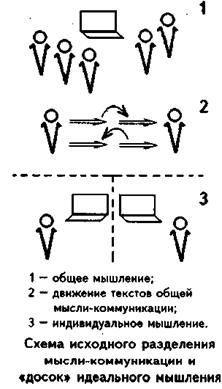 1
2
3
1 – общее мышление;
2 – движение текстов общей
мысли-коммуникации;
3 – индивидуальное мышление.
Схема исходного разделения
мысли-коммуникации и
«досок» идеального мышления